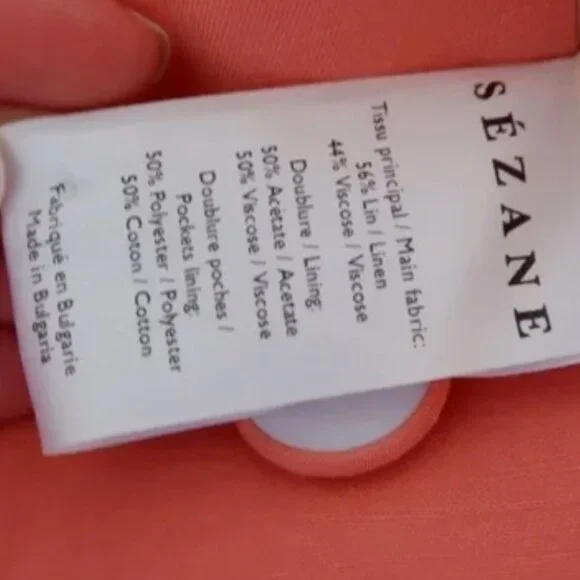 SÉZANE
Tissu principal / Main fabric:
56% Lin / Linen
44% Viscose / Viscose
Doublure / Lining:
50% Acetate / Acetate
50% Viscose / Viscose
Doublure poches /
Pockets lining:
50% Polyester / Polyester
50% Coton / Cotton
Fabriqué en Bulgarie
Made in Bulgaria